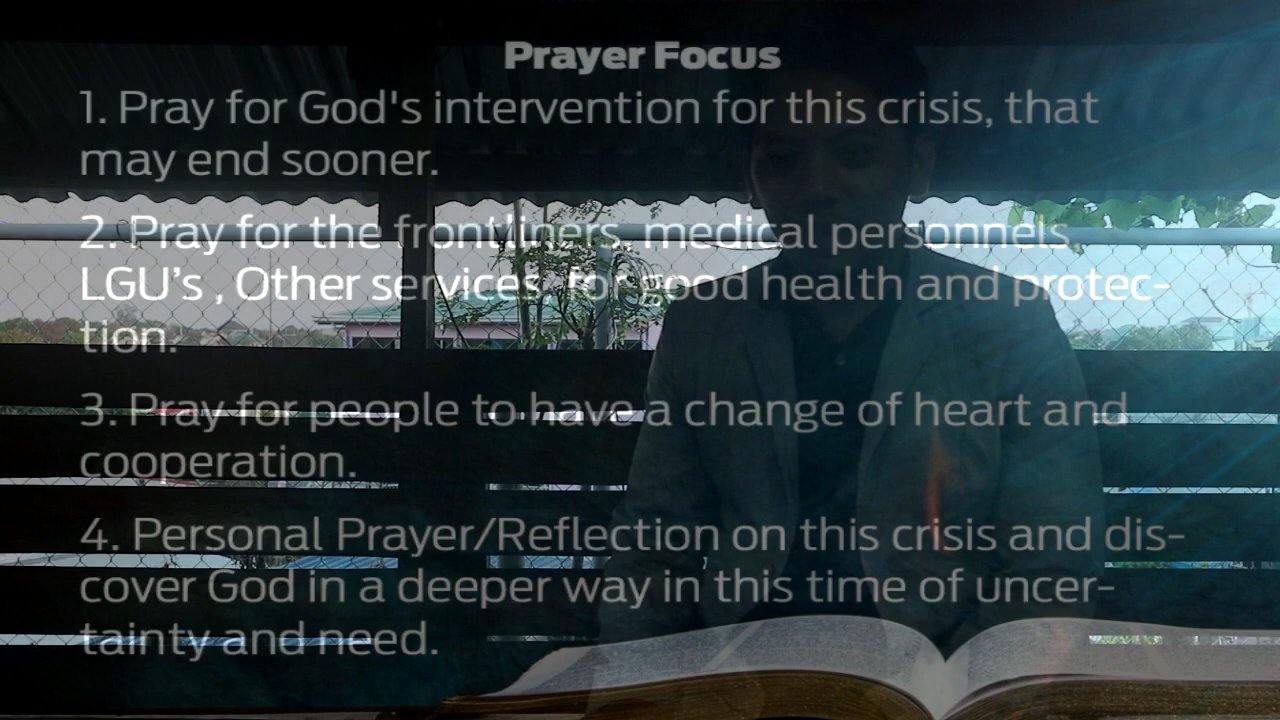 Prayer Focus
1. Pray for God's intervention for this crisis, that
may end sooner.
2. Pray for the frontliners, medical personnels,
LGU’s , Other services, for good health and protec-
tion.
3. Pray for people to have a change of heart and
cooperation.
4. Personal Prayer/Reflection on this crisis and dis-
cover God in a deeper way in this time of uncer-
tainty and need.